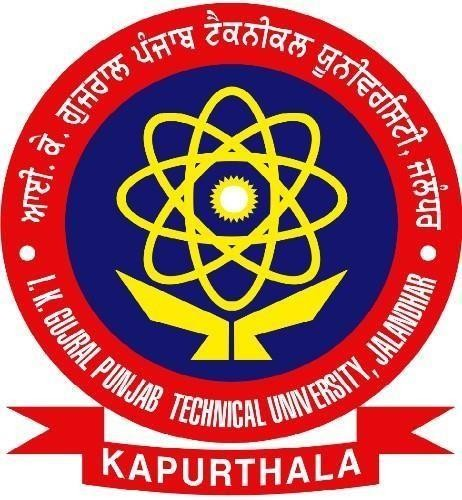 ਆਈ. ਕੇ. ਗੁਜਰਾਲ ਪੰਜਾਬ ਟੈਕਨੀਕਲ ਯੂਨੀਵਰਸਿਟੀ, ਜਲੰਧਰ
I. K. GUJRAL PUNJAB TECHNICAL UNIVERSITY, JALANDHAR
KAPURTHALA